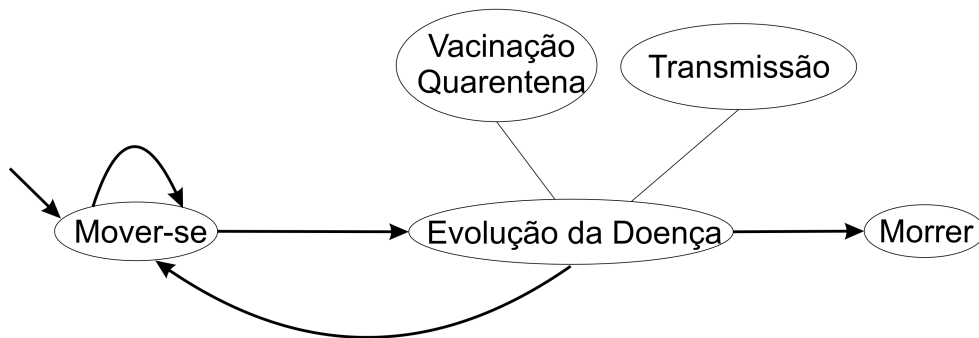 Vacinação
Quarentena
Transmissão
Mover-se
Evolução da Doença
Morrer